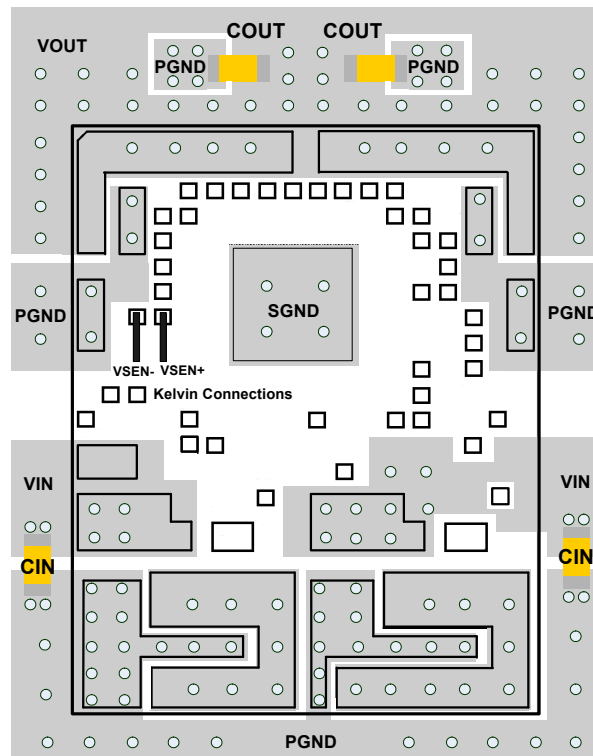 COUT COUT
VOUT
PGND PGND
SGND
PGND PGND
VSEN- VSEN+
Kelvin Connections
VIN VIN
CIN CIN
PGND